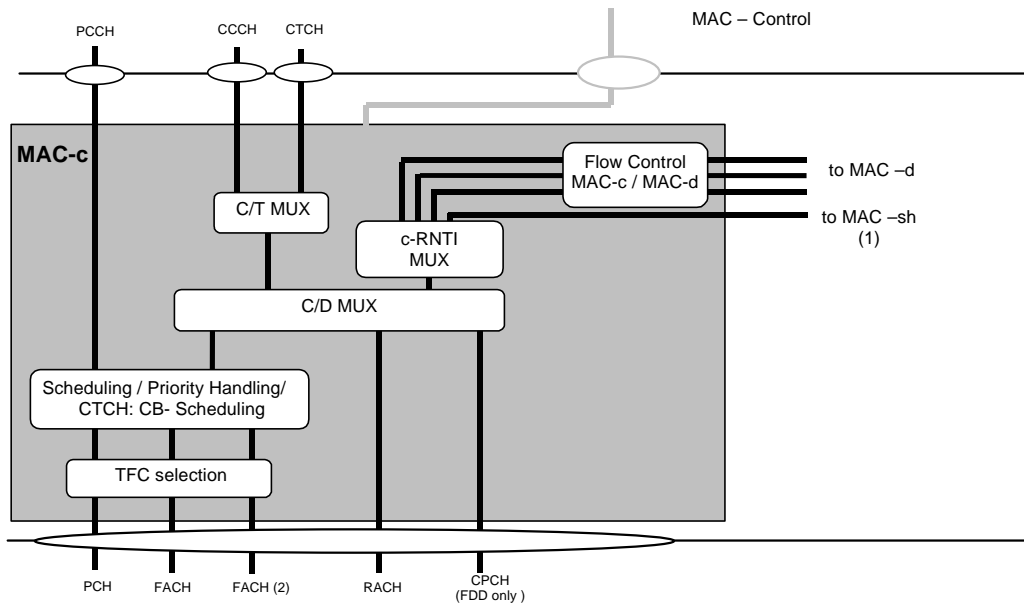 MAC – Control
PCCH
CCCH
CTCH
MAC-c
Flow Control
MAC-c / MAC-d
to MAC –d
to MAC –sh
(1)
C/T MUX
c-RNTI
MUX
C/D MUX
Scheduling / Priority Handling/
CTCH: CB- Scheduling
TFC selection
PCH
FACH
FACH (2)
RACH
CPCH
(FDD only )